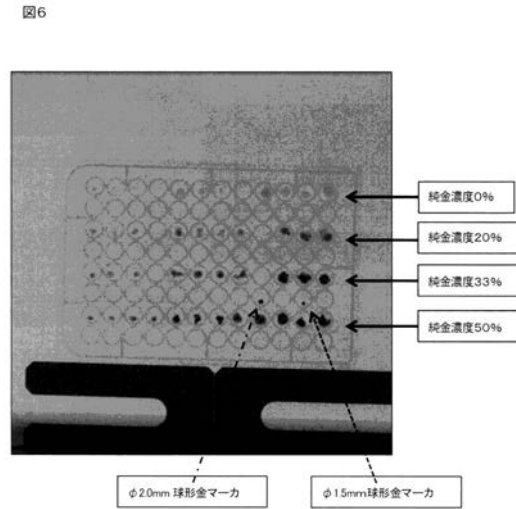 図6
純金濃度0%
純金濃度20%
純金濃度33%
純金濃度50%
φ2.0mm 球形金マーカ
φ1.5mm球形金マーカ